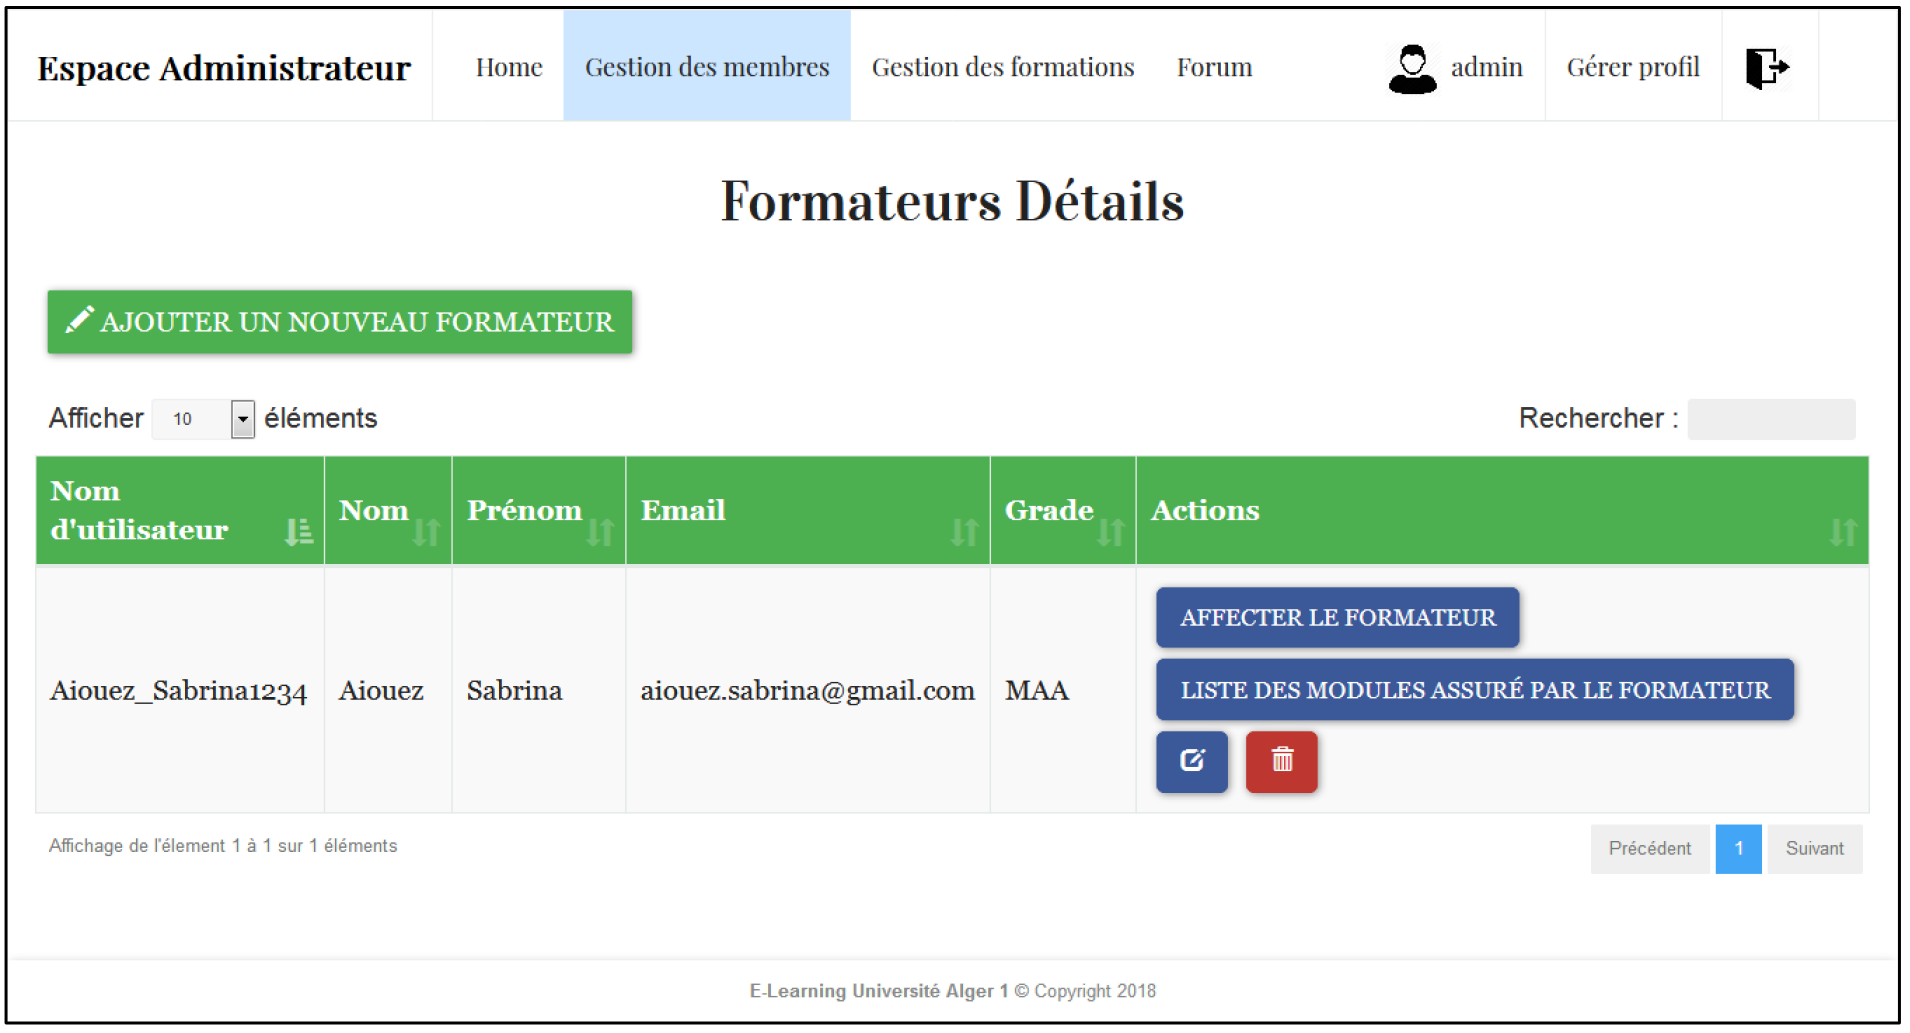 Espace Administrateur Home Gestion des membres Gestion des formations Forum admin Gérer profil
Formateurs Détails
AJOUTER UN NOUVEAU FORMATEUR
Afficher 10 éléments Rechercher :
Nom d'utilisateur Nom Prénom Email Grade Actions
AFFECTER LE FORMATEUR
Aiouez_Sabrina1234 Aiouez Sabrina aiouez.sabrina@gmail.com MAA LISTE DES MODULES ASSURÉ PAR LE FORMATEUR
Affichage de l'élement 1 à 1 sur 1 éléments Précédent 1 Suivant
E-Learning Université Alger 1 © Copyright 2018